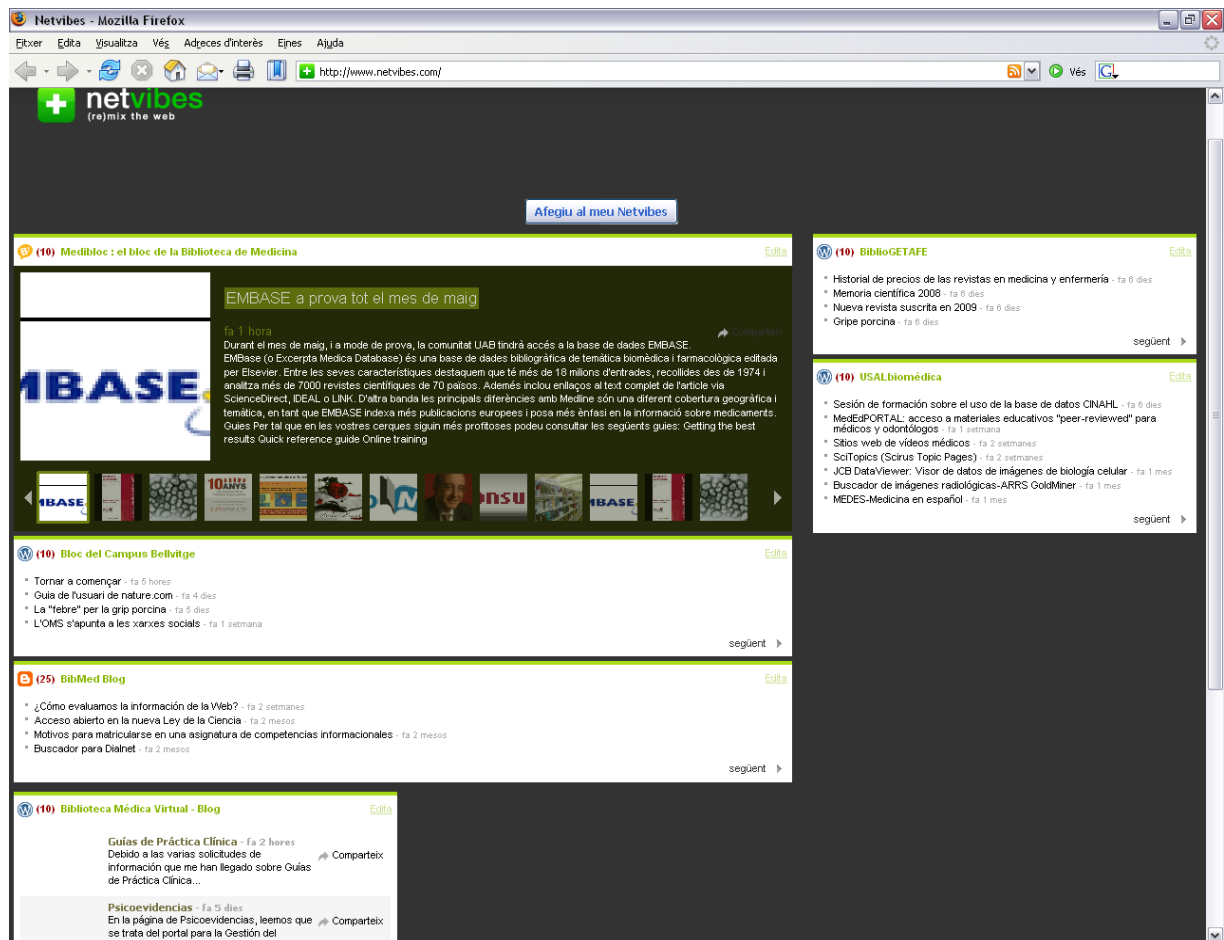 Netvibes - Mozilla Firefox
Fitxer Edita Visualitza Vés Adreces d'interès Eines Ajuda
http://www.netvibes.com/
Vés
netvibes
(re)mix the web
Afegiu al meu Netvibes
(10) Medibloc : el bloc de la Biblioteca de Medicina Edita
EMBASE a prova tot el mes de maig
fa 1 hora
Comparteix
Durant el mes de maig, i a mode de prova, la comunitat UAB tindrà accés a la base de dades EMBASE.
EMBase (o Excerpta Medica Database) és una base de dades bibliogràfica de temàtica biomèdica i farmacològica editada
per Elsevier. Entre les seves característiques destaquem que té més de 18 milions d'entrades, recollides des de 1974 i
analitza més de 7000 revistes científiques de 70 països. Ademés inclou enllaços al text complet de l'article via
ScienceDirect, IDEAL o LINK. D'altra banda les principals diferències amb Medline són una diferent cobertura geogràfica i
temàtica, en tant que EMBASE indexa més publicacions europees i posa més ènfasi en la informació sobre medicaments.
Guies Per tal que en les vostres cerques siguin més profitoses podeu consultar les següents guies: Getting the best
results Quick reference guide Online training
MBASE
MBASE
10 ANYS
NSU
MBASE
(10) Bloc del Campus Bellvitge Edita
Tornar a començar - fa 5 hores
Guia de l'usuari de nature.com - fa 4 dies
La "febre" per la grip porcina - fa 5 dies
L'OMS s'apunta a les xarxes socials - fa 1 setmana
següent
(25) BibMed Blog Edita
¿Cómo evaluamos la información de la Web? - fa 2 setmanes
Acceso abierto en la nueva Ley de la Ciencia - fa 2 mesos
Motivos para matricularse en una asignatura de competencias informacionales - fa 2 mesos
Buscador para Dialnet - fa 2 mesos
següent
(10) Biblioteca Médica Virtual - Blog Edita
Guías de Práctica Clínica - fa 2 hores
Debido a las varias solicitudes de
información que me han llegado sobre Guías
de Práctica Clínica...
Comparteix
Psicoevidencias - fa 5 dies
En la página de Psicoevidencias, leemos que
se trata del portal para la Gestión del
Comparteix
(10) BiblioGETAFE Edita
Historial de precios de las revistas en medicina y enfermería - fa 6 dies
Memoria científica 2008 - fa 6 dies
Nueva revista suscrita en 2009 - fa 6 dies
Gripe porcina - fa 6 dies
següent
(10) USALbiomédica Edita
Sesión de formación sobre el uso de la base de datos CINAHL - fa 6 dies
MedEdPORTAL: acceso a materiales educativos "peer-reviewed" para
médicos y odontólogos - fa 1 setmana
Sitios web de vídeos médicos - fa 2 setmanes
SciTopics (Scirus Topic Pages) - fa 2 setmanes
JCB DataViewer: Visor de datos de imágenes de biología celular - fa 1 mes
Buscador de imágenes radiológicas-ARRS GoldMiner - fa 1 mes
MEDES-Medicina en español - fa 1 mes
següent